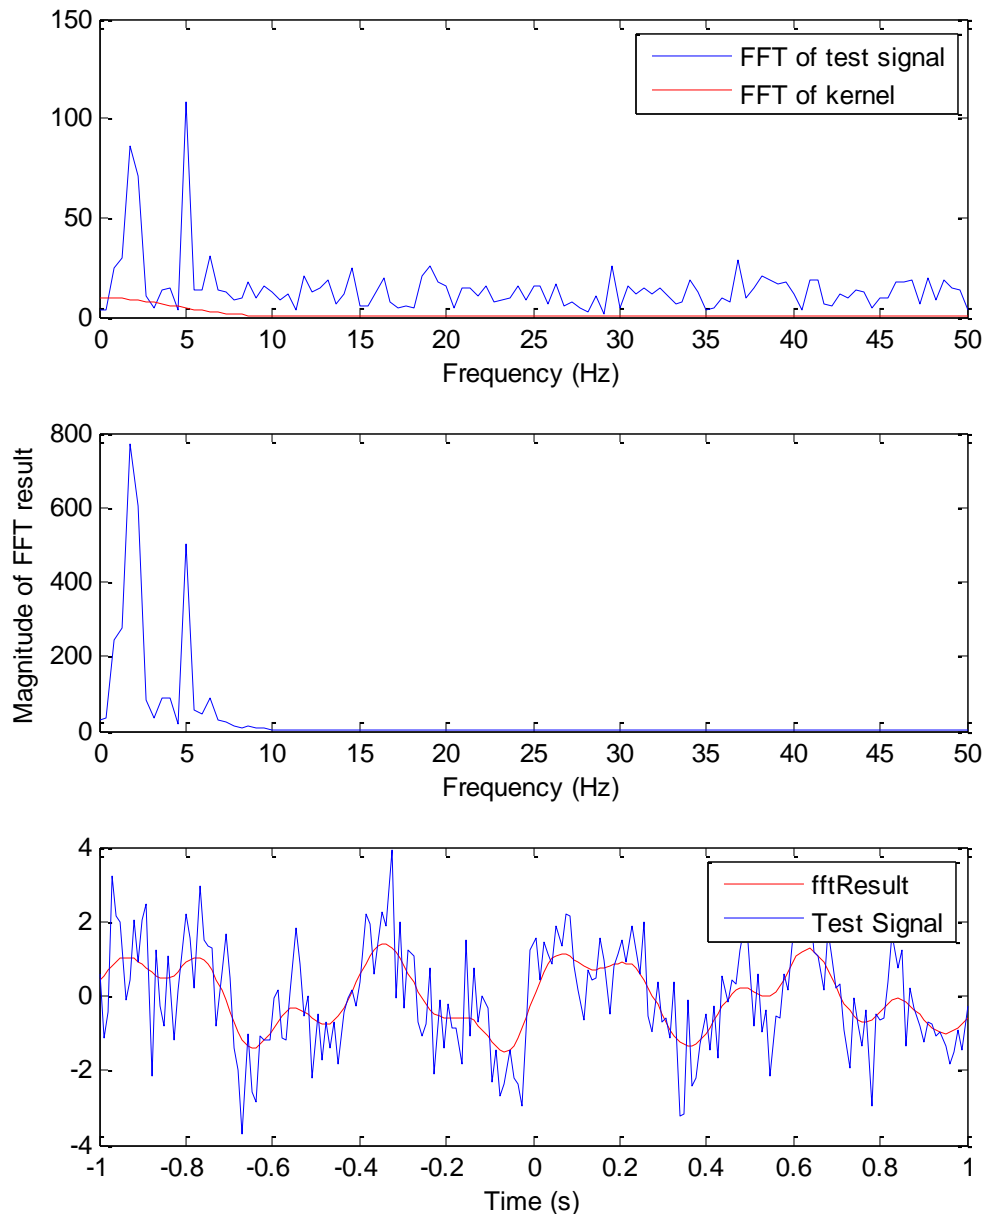 150
100
50
0
FFT of test signal
FFT of kernel
0 5 10 15 20 25 30 35 40 45 50
Frequency (Hz)
Magnitude of FFT result
800
600
400
200
0
0 5 10 15 20 25 30 35 40 45 50
Frequency (Hz)
4
2
0
-2
-4
fftResult
Test Signal
-1 -0.8 -0.6 -0.4 -0.2 0 0.2 0.4 0.6 0.8 1
Time (s)